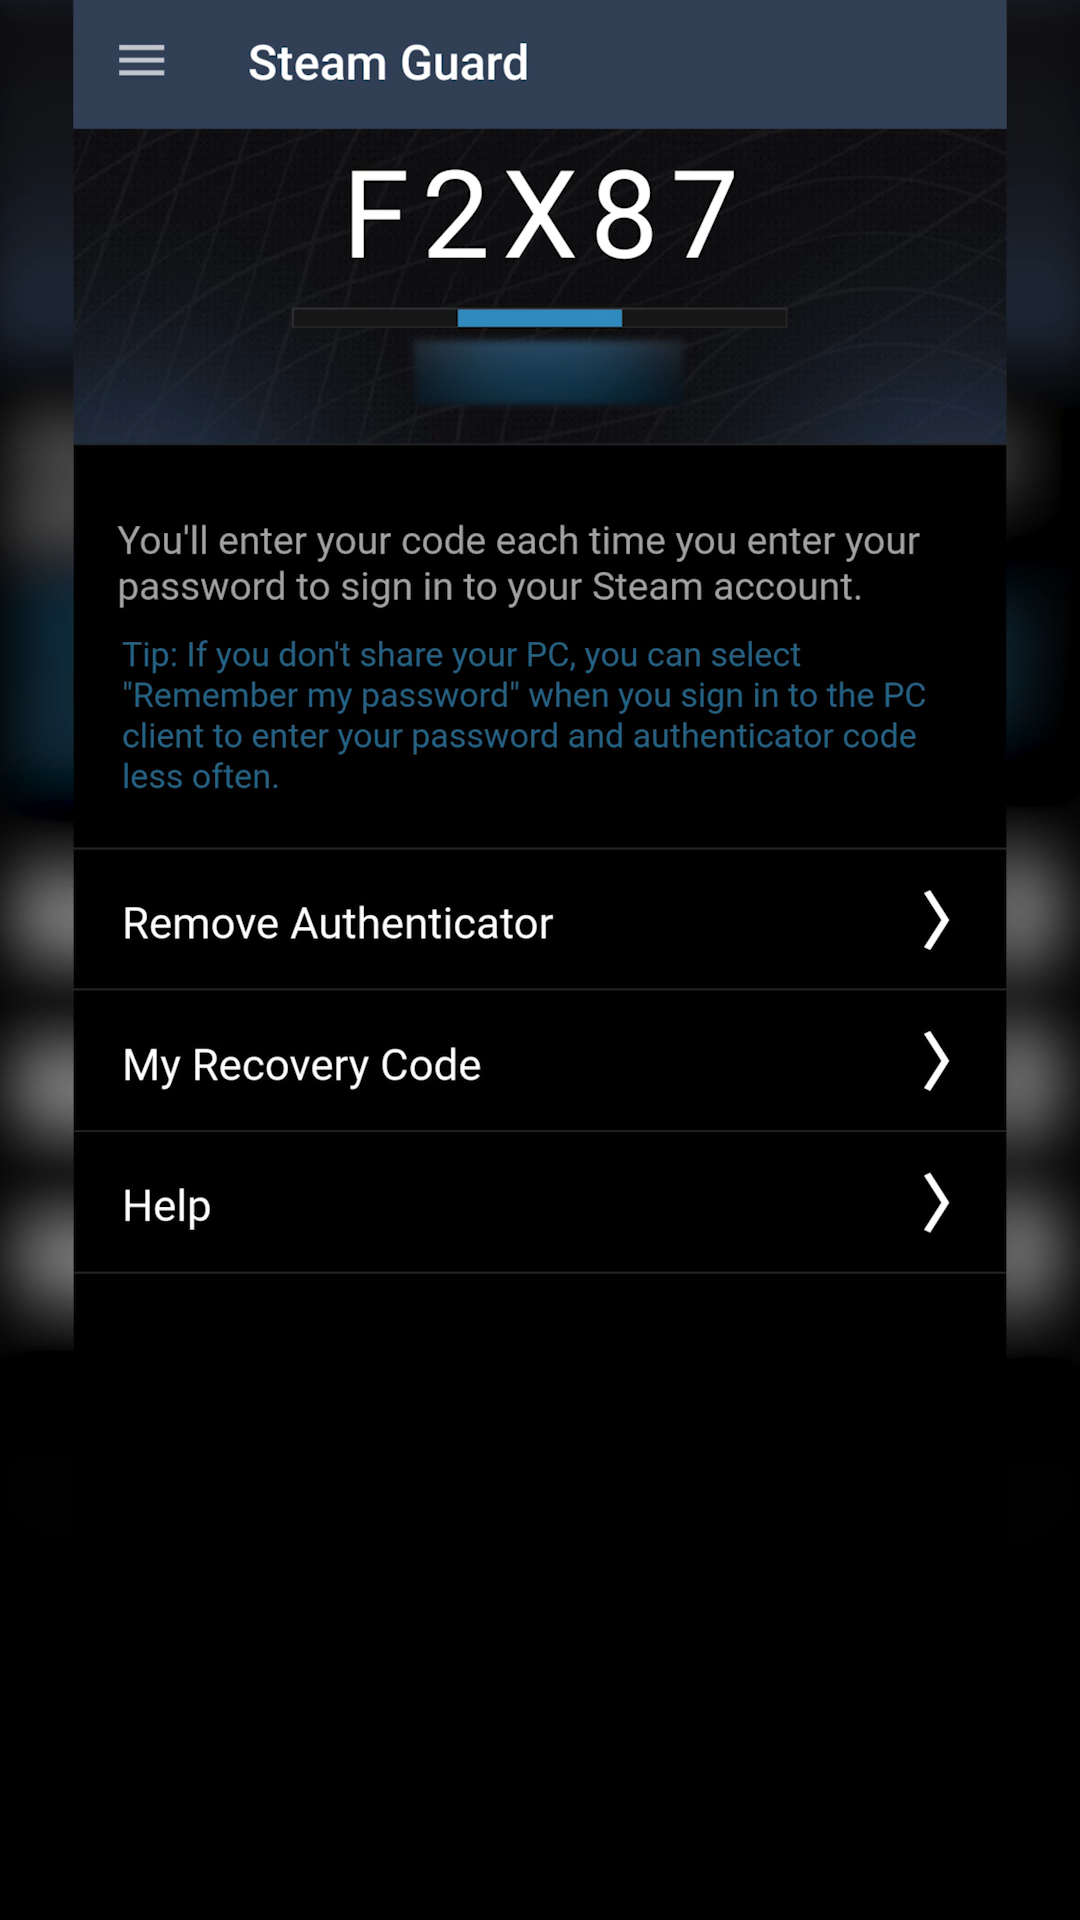 Steam Guard
F2X87
You'll enter your code each time you enter your
password to sign in to your Steam account.
Tip: If you don't share your PC, you can select
"Remember my password" when you sign in to the PC
client to enter your password and authenticator code
less often.
Remove Authenticator
My Recovery Code
Help